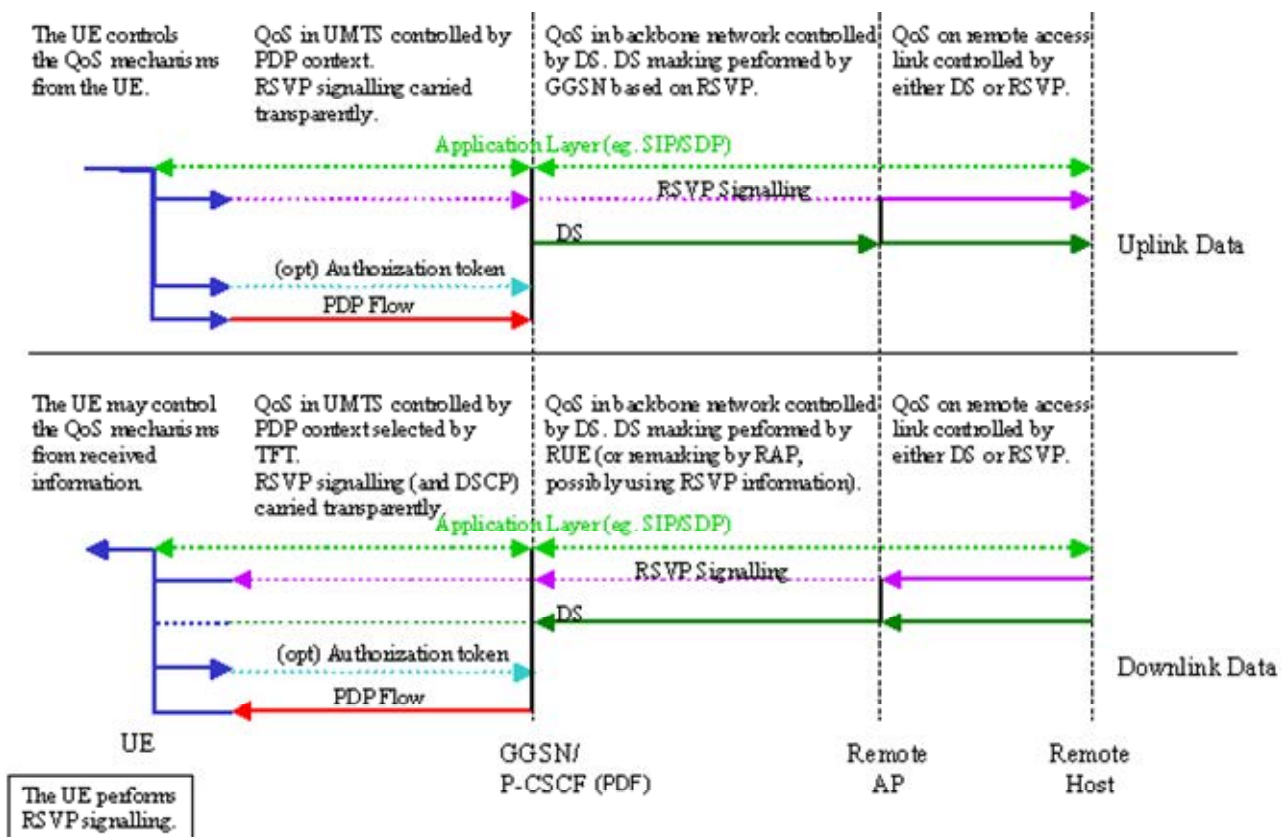 The UE controls
the QoS mechanisms
from the UE.
QoS in UMTS controlled by
PDP context.
RSVP signalling carried
transparently.
QoS in backbone network controlled
by DS. DS marking performed by
GGSN based on RSVP.
QoS on remote access
link controlled by
either DS or RSVP.
Application Layer (eg. SIP/SDP)
RSVP Signalling
DS
Uplink Data
(opt) Authorization token
PDP Flow
The UE may control
the QoS mechanisms
from received
information.
QoS in UMTS controlled by
PDP context selected by
TFT.
RSVP signalling (and DSCP)
carried transparently.
QoS in backbone network controlled
by DS. DS marking performed by
RUE (or remarking by RAP,
possibly using RSVP information).
QoS on remote access
link controlled by
either DS or RSVP.
Application Layer (eg. SIP/SDP)
RSVP Signalling
DS
(opt) Authorization token
Downlink Data
PDP Flow
UE
GGSN/
P-CSCF (PDF)
Remote
AP
Remote
Host
The UE performs
RSVP signalling.